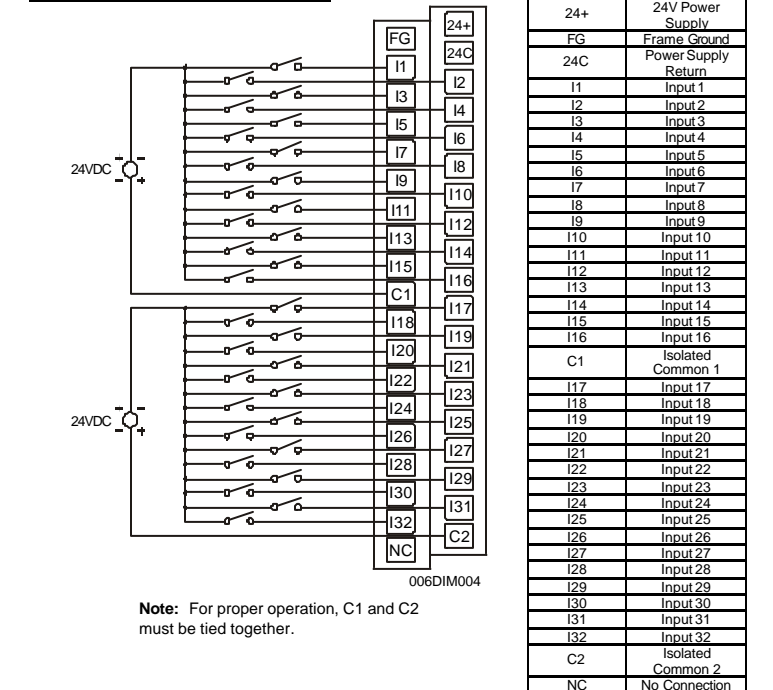 24+
FG
24C
I1
I2
I3
I4
I5
I6
I7
I8
I9
I10
I11
I12
I13
I14
I15
I16
C1
I17
I18
I19
I20
I21
I22
I23
I24
I25
I26
I27
I28
I29
I30
I31
I32
C2
NC
24VDC
- -
+
24VDC
- -
+
006DIM004
Note: For proper operation, C1 and C2
must be tied together.
24+ 24V Power
Supply
FG Frame Ground
24C Power Supply
Return
I1 Input 1
I2 Input 2
I3 Input 3
I4 Input 4
I5 Input 5
I6 Input 6
I7 Input 7
I8 Input 8
I9 Input 9
I10 Input 10
I11 Input 11
I12 Input 12
I13 Input 13
I14 Input 14
I15 Input 15
I16 Input 16
C1 Isolated
Common 1
I17 Input 17
I18 Input 18
I19 Input 19
I20 Input 20
I21 Input 21
I22 Input 22
I23 Input 23
I24 Input 24
I25 Input 25
I26 Input 26
I27 Input 27
I28 Input 28
I29 Input 29
I30 Input 30
I31 Input 31
I32 Input 32
C2 Isolated
Common 2
NC No Connection